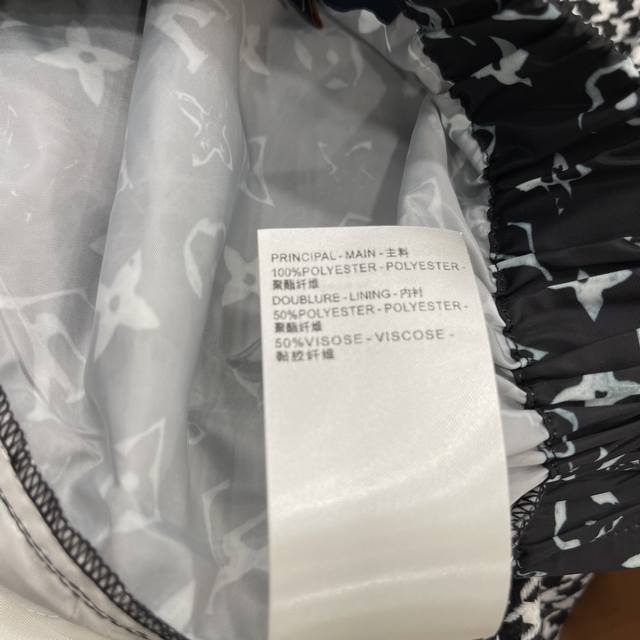 PRINCIPAL - MAIN - 主料
100%POLYESTER - POLYESTER -
聚酯纤维
DOUBLURE - LINING - 内衬
50%POLYESTER - POLYESTER -
聚酯纤维
50%VISOSE - VISCOSE -
黏胶纤维